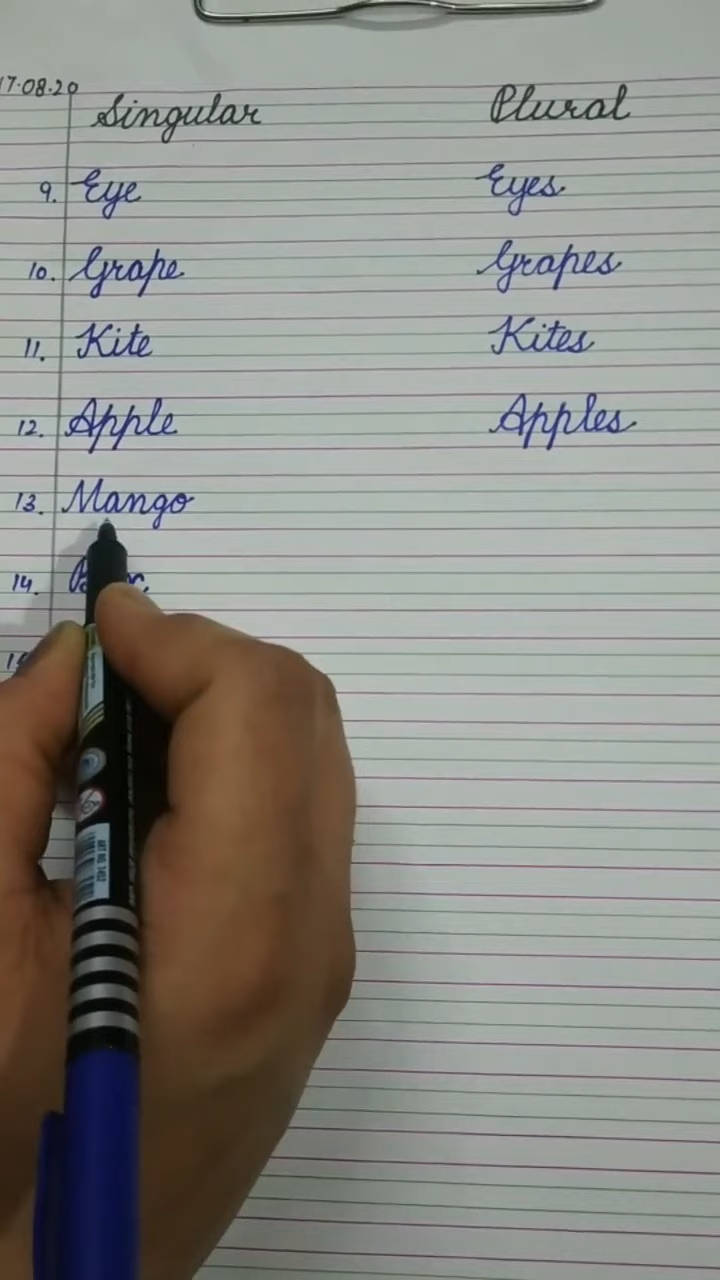 17.08.20
Singular Plural
9. Eye Eyes
10. Grape Grapes
11. Kite Kites
12. Apple Apples
13. Mango
14.